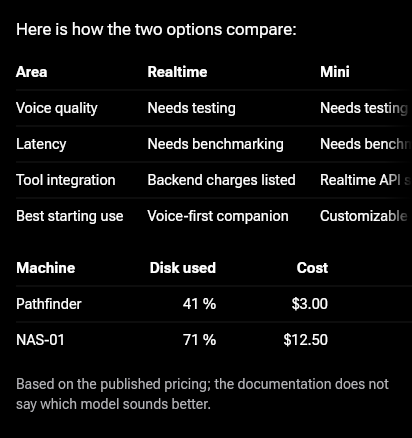 Here is how the two options compare:
Area Realtime Mini
Voice quality Needs testing Needs testing
Latency Needs benchmarking Needs
Tool integration Backend charges listed Realtime API
Best starting use Voice-first companion Customizable
Machine Disk used Cost
Pathfinder 41 % $3.00
NAS-01 71 % $12.50
Based on the published pricing; the documentation does not
say which model sounds better.